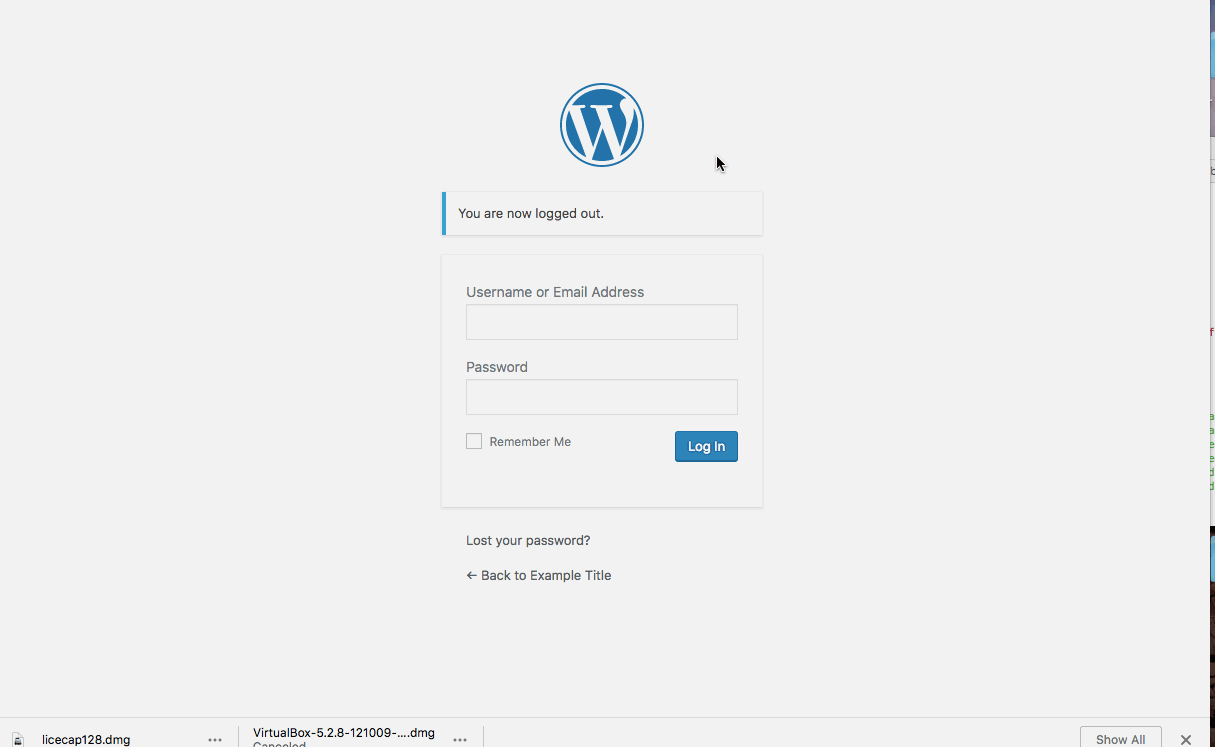 You are now logged out.
Username or Email Address
Password
Remember Me
Log In
Lost your password?
← Back to Example Title
licecap128.dmg
VirtualBox-5.2.8-121009-....dmg
Canceled
Show All